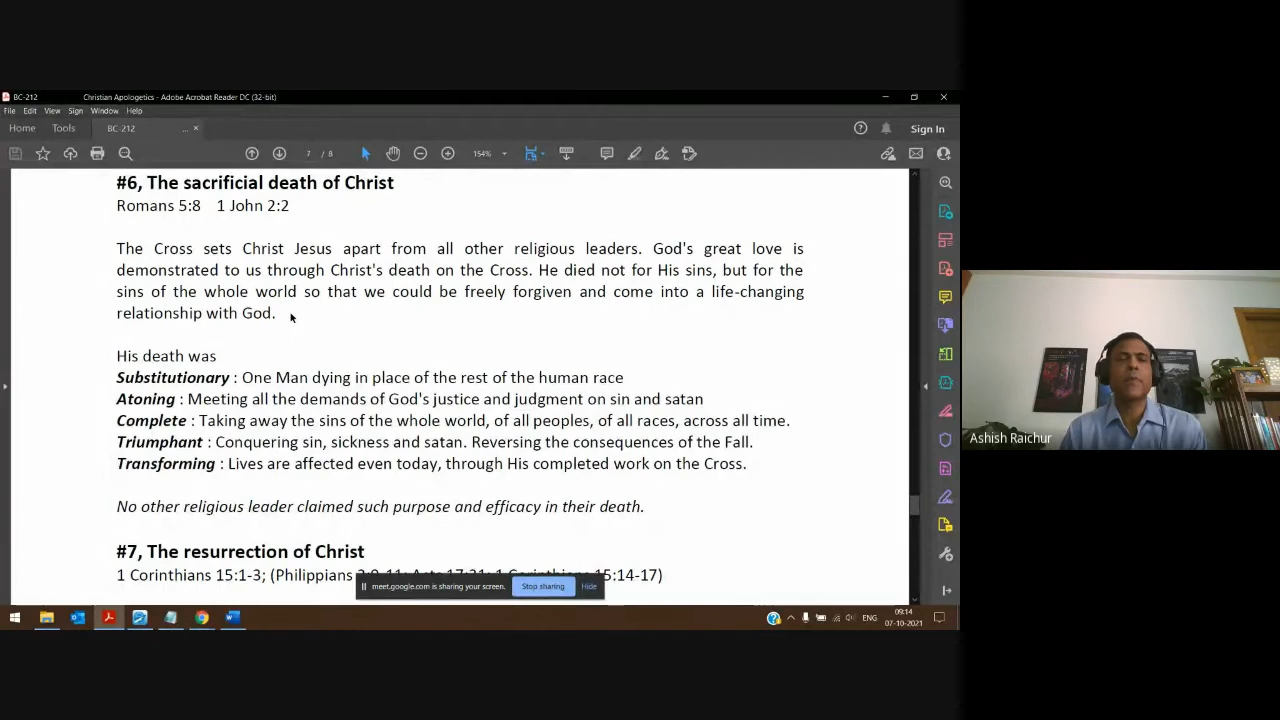 BC-212 Christian Apologetics - Adobe Acrobat Reader DC (32-bit)
File Edit View Sign Window Help
Home Tools BC-212 ... × Sign In
7 / 8 154%
#6, The sacrificial death of Christ
Romans 5:8 1 John 2:2
The Cross sets Christ Jesus apart from all other religious leaders. God's great love is
demonstrated to us through Christ's death on the Cross. He died not for His sins, but for the
sins of the whole world so that we could be freely forgiven and come into a life-changing
relationship with God.
His death was
Substitutionary : One Man dying in place of the rest of the human race
Atoning : Meeting all the demands of God's justice and judgment on sin and satan
Complete : Taking away the sins of the whole world, of all peoples, of all races, across all time.
Triumphant : Conquering sin, sickness and satan. Reversing the consequences of the Fall.
Transforming : Lives are affected even today, through His completed work on the Cross.
No other religious leader claimed such purpose and efficacy in their death.
#7, The resurrection of Christ
1 Corinthians 15:1-3; (Philippians 15:14-17)
meet.google.com is sharing your screen. Stop sharing Hide
ENG
09:14
07-10-2021
Ashish Raichur